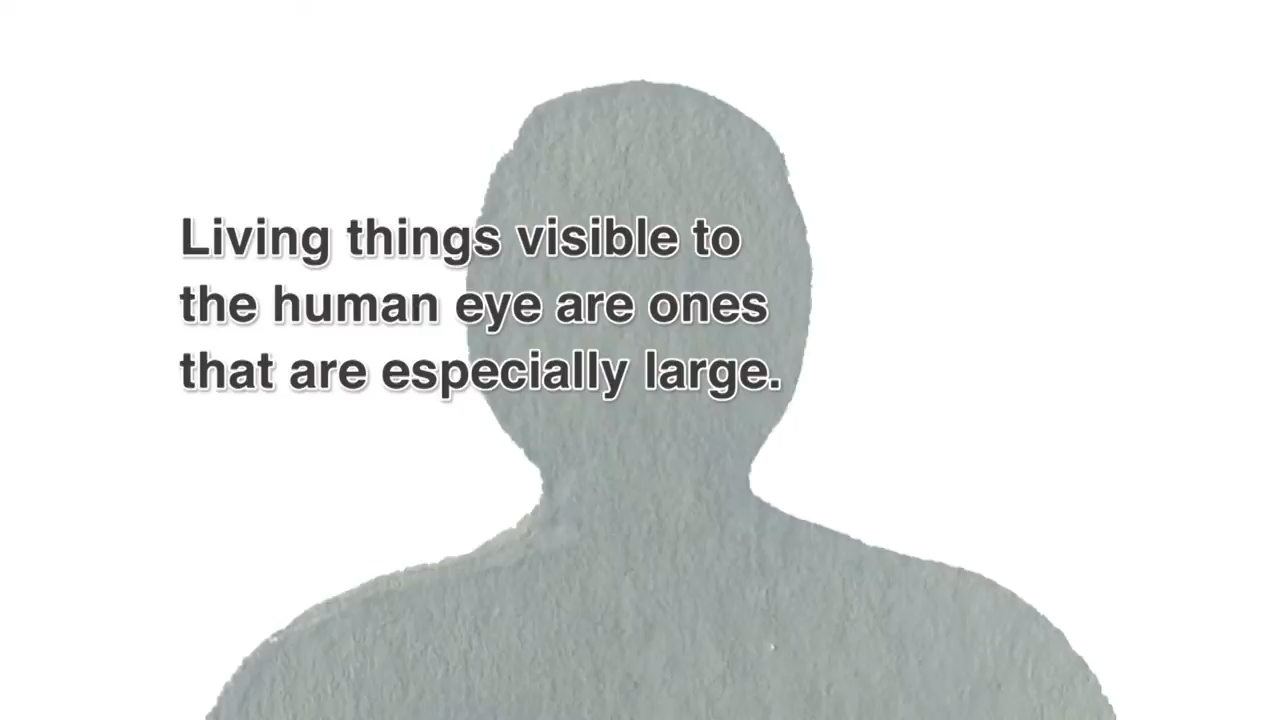 Living things visible to
the human eye are ones
that are especially large.